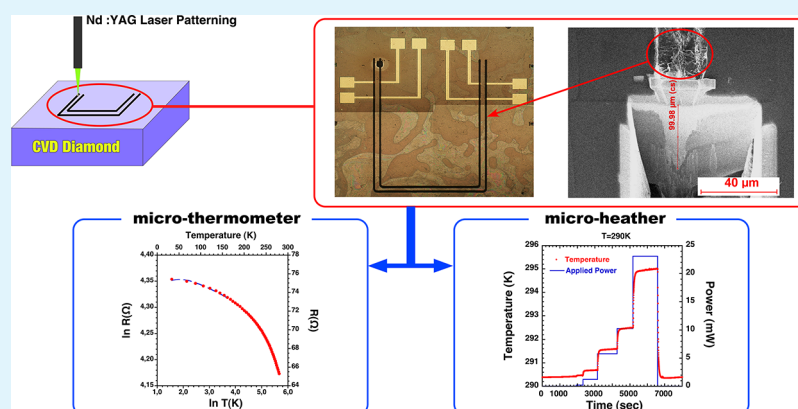 Nd :YAG Laser Patterning
CVD Diamond
99.98 µm (cs)
40 µm
micro-thermometer
Temperature (K)
0 50 100 150 200 250 300
4,40
4,35
4,30
4,25
4,20
4,15
ln R(Ω)
78
76
74
72
70
68
66
64
R(Ω)
1,0 2,0 3,0 4,0 5,0 6,0
ln T(K)
micro-heather
T=290K
Temperature
Applied Power
296
295
294
293
292
291
290
Temperature (K)
25
20
15
10
5
0
Power (mW)
0 1000 3000 5000 7000
Time (sec)